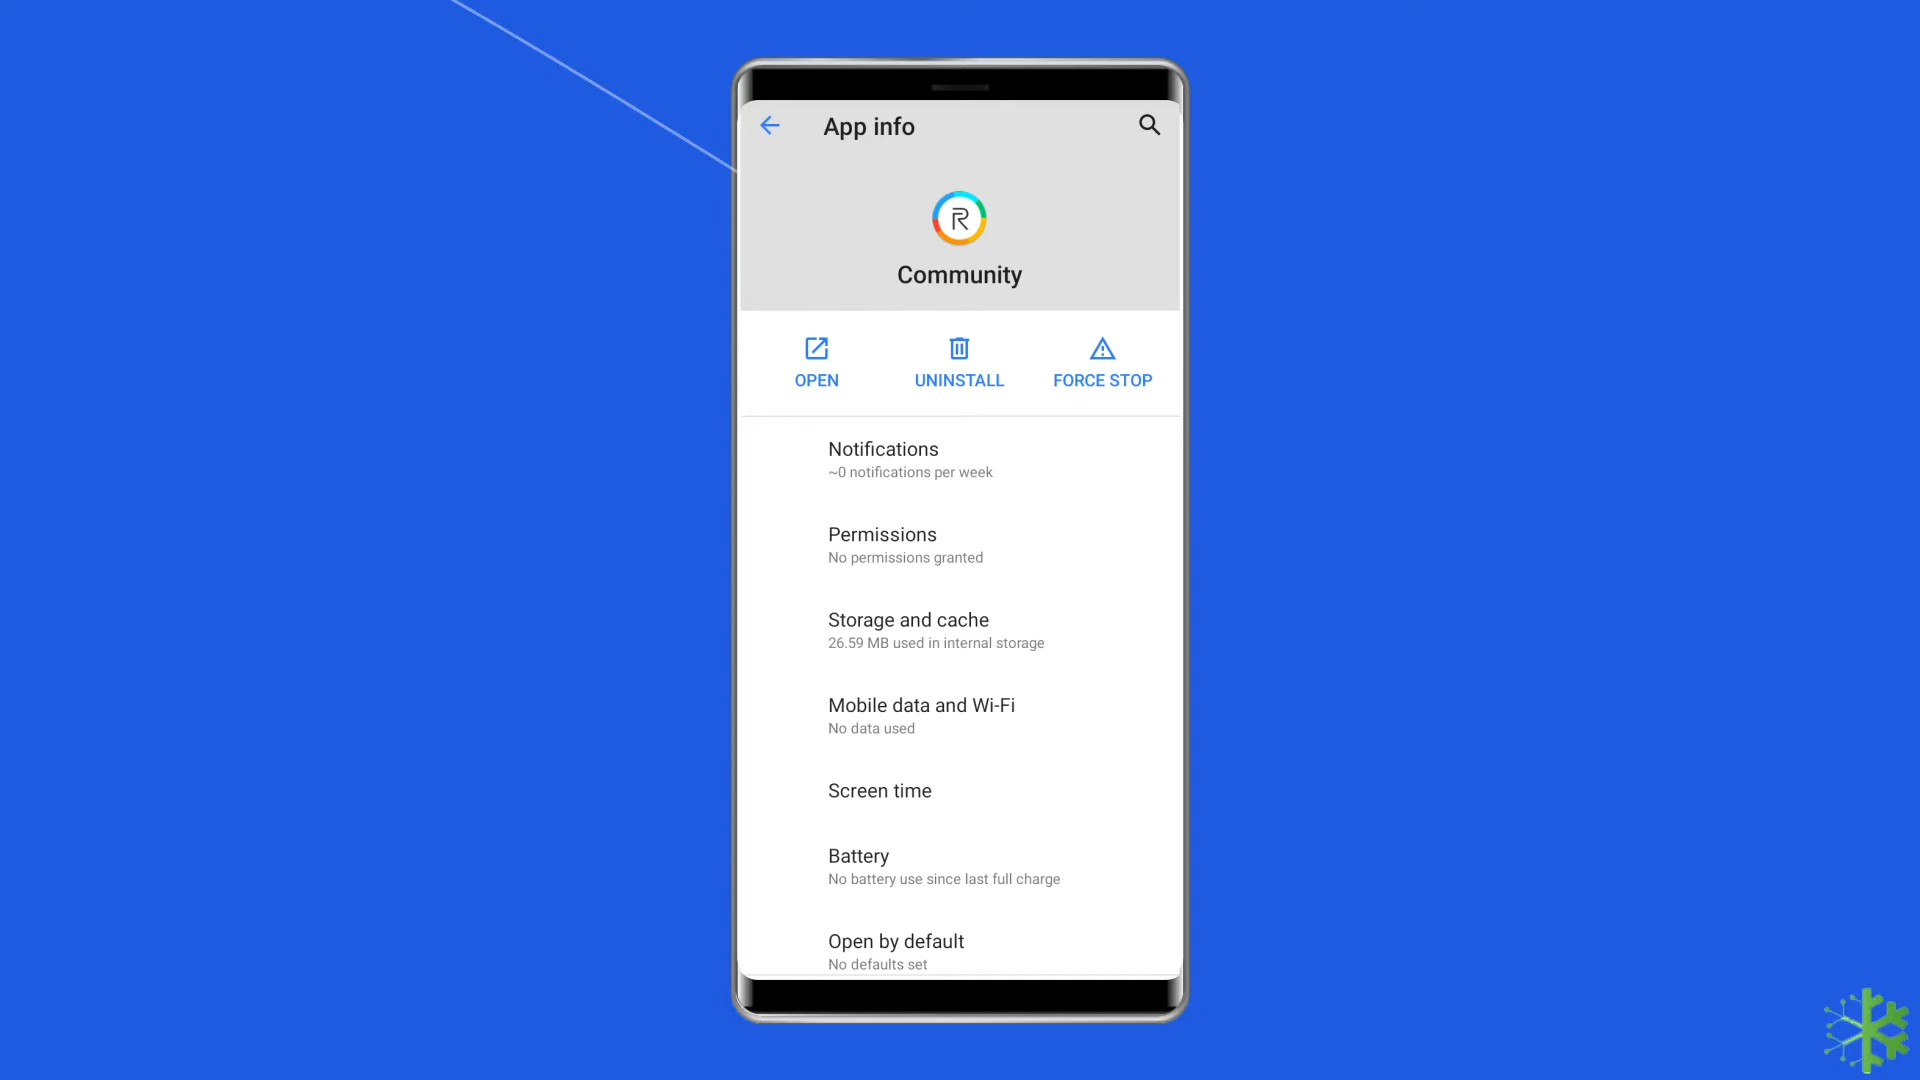 App info
R
Community
OPEN
UNINSTALL
FORCE STOP
Notifications
~0 notifications per week
Permissions
No permissions granted
Storage and cache
26.59 MB used in internal storage
Mobile data and Wi-Fi
No data used
Screen time
Battery
No battery use since last full charge
Open by default
No defaults set